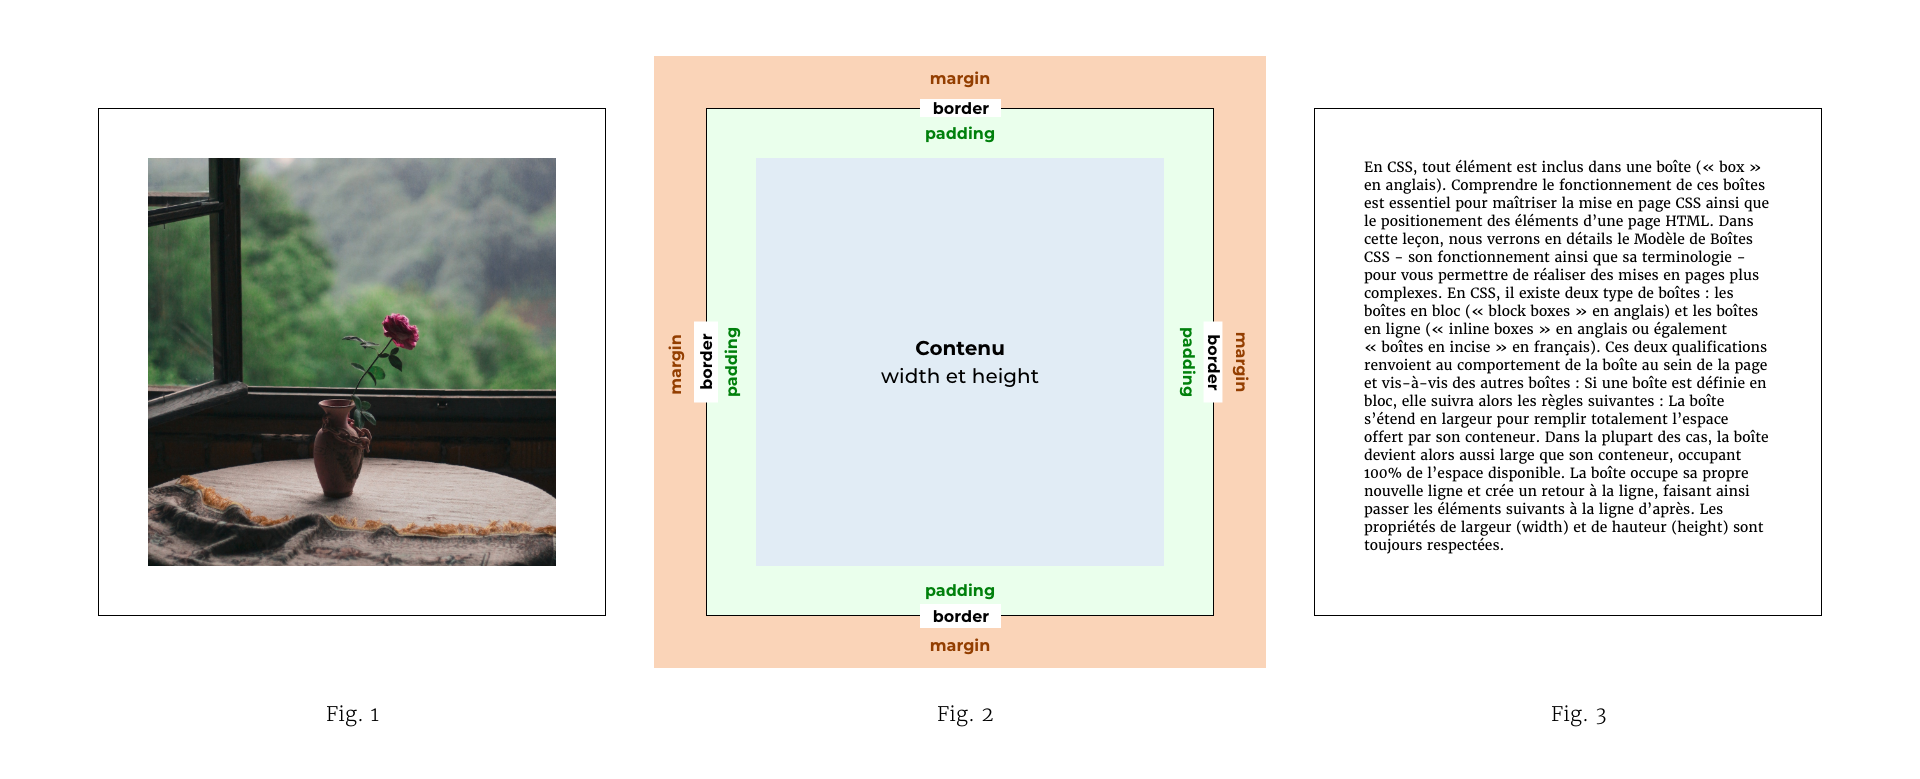 margin
border
padding
margin
border
padding
Contenu
width et height
padding
border
margin
padding
border
margin
En CSS, tout élément est inclus dans une boîte (« box »
en anglais). Comprendre le fonctionnement de ces boîtes
est essentiel pour maîtriser la mise en page CSS ainsi que
le positionement des éléments d’une page HTML. Dans
cette leçon, nous verrons en détails le Modèle de Boîtes
CSS – son fonctionnement ainsi que sa terminologie –
pour vous permettre de réaliser des mises en pages plus
complexes. En CSS, il existe deux type de boîtes : les
boîtes en bloc (« block boxes » en anglais) et les boîtes
en ligne (« inline boxes » en anglais ou également
« boîtes en incise » en français). Ces deux qualifications
renvoient au comportement de la boîte au sein de la page
et vis-à-vis des autres boîtes : Si une boîte est définie en
bloc, elle suivra alors les règles suivantes : La boîte
s’étend en largeur pour remplir totalement l’espace
offert par son conteneur. Dans la plupart des cas, la boîte
devient alors aussi large que son conteneur, occupant
100% de l’espace disponible. La boîte occupe sa propre
nouvelle ligne et crée un retour à la ligne, faisant ainsi
passer les éléments suivants à la ligne d’après. Les
propriétés de largeur (width) et de hauteur (height) sont
toujours respectées.
Fig. 1
Fig. 2
Fig. 3